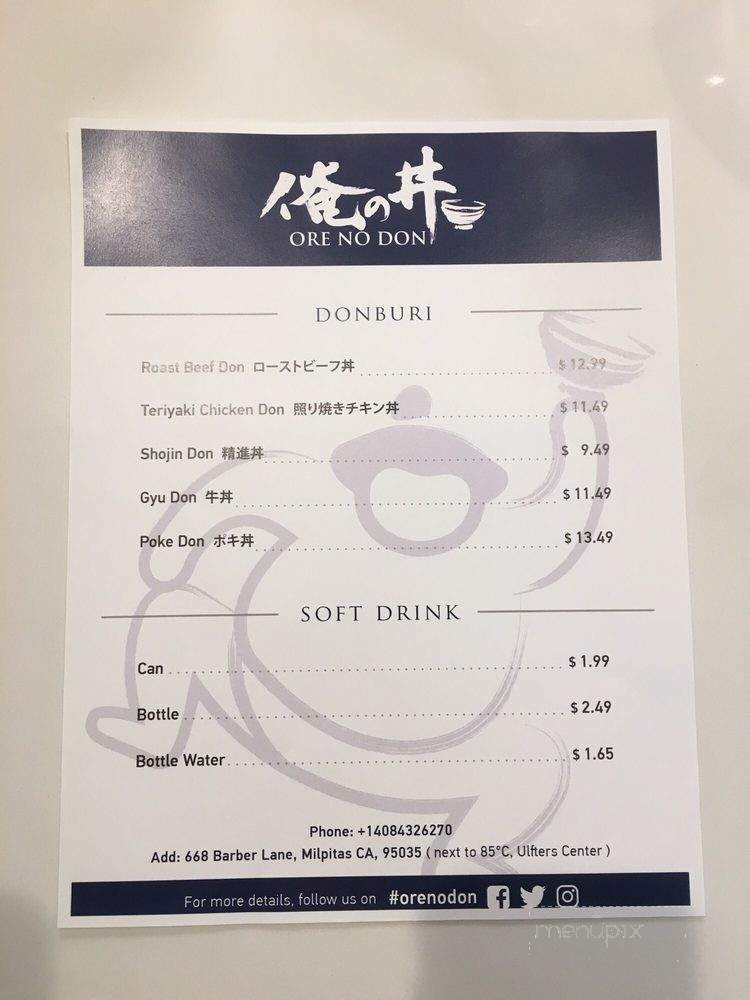 俺の丼
ORE NO DON
DONBURI
Roast Beef Don ローストビーフ丼 $ 12.99
Teriyaki Chicken Don 照り焼きチキン丼 $ 11.49
Shojin Don 精進丼 $ 9.49
Gyu Don 牛丼 $ 11.49
Poke Don ポキ丼 $ 13.49
SOFT DRINK
Can $ 1.99
Bottle $ 2.49
Bottle Water $ 1.65
Phone: +14084326270
Add: 668 Barber Lane, Milpitas CA, 95035 ( next to 85°C, Ulfters Center )
For more details, follow us on #orenodon
menupix